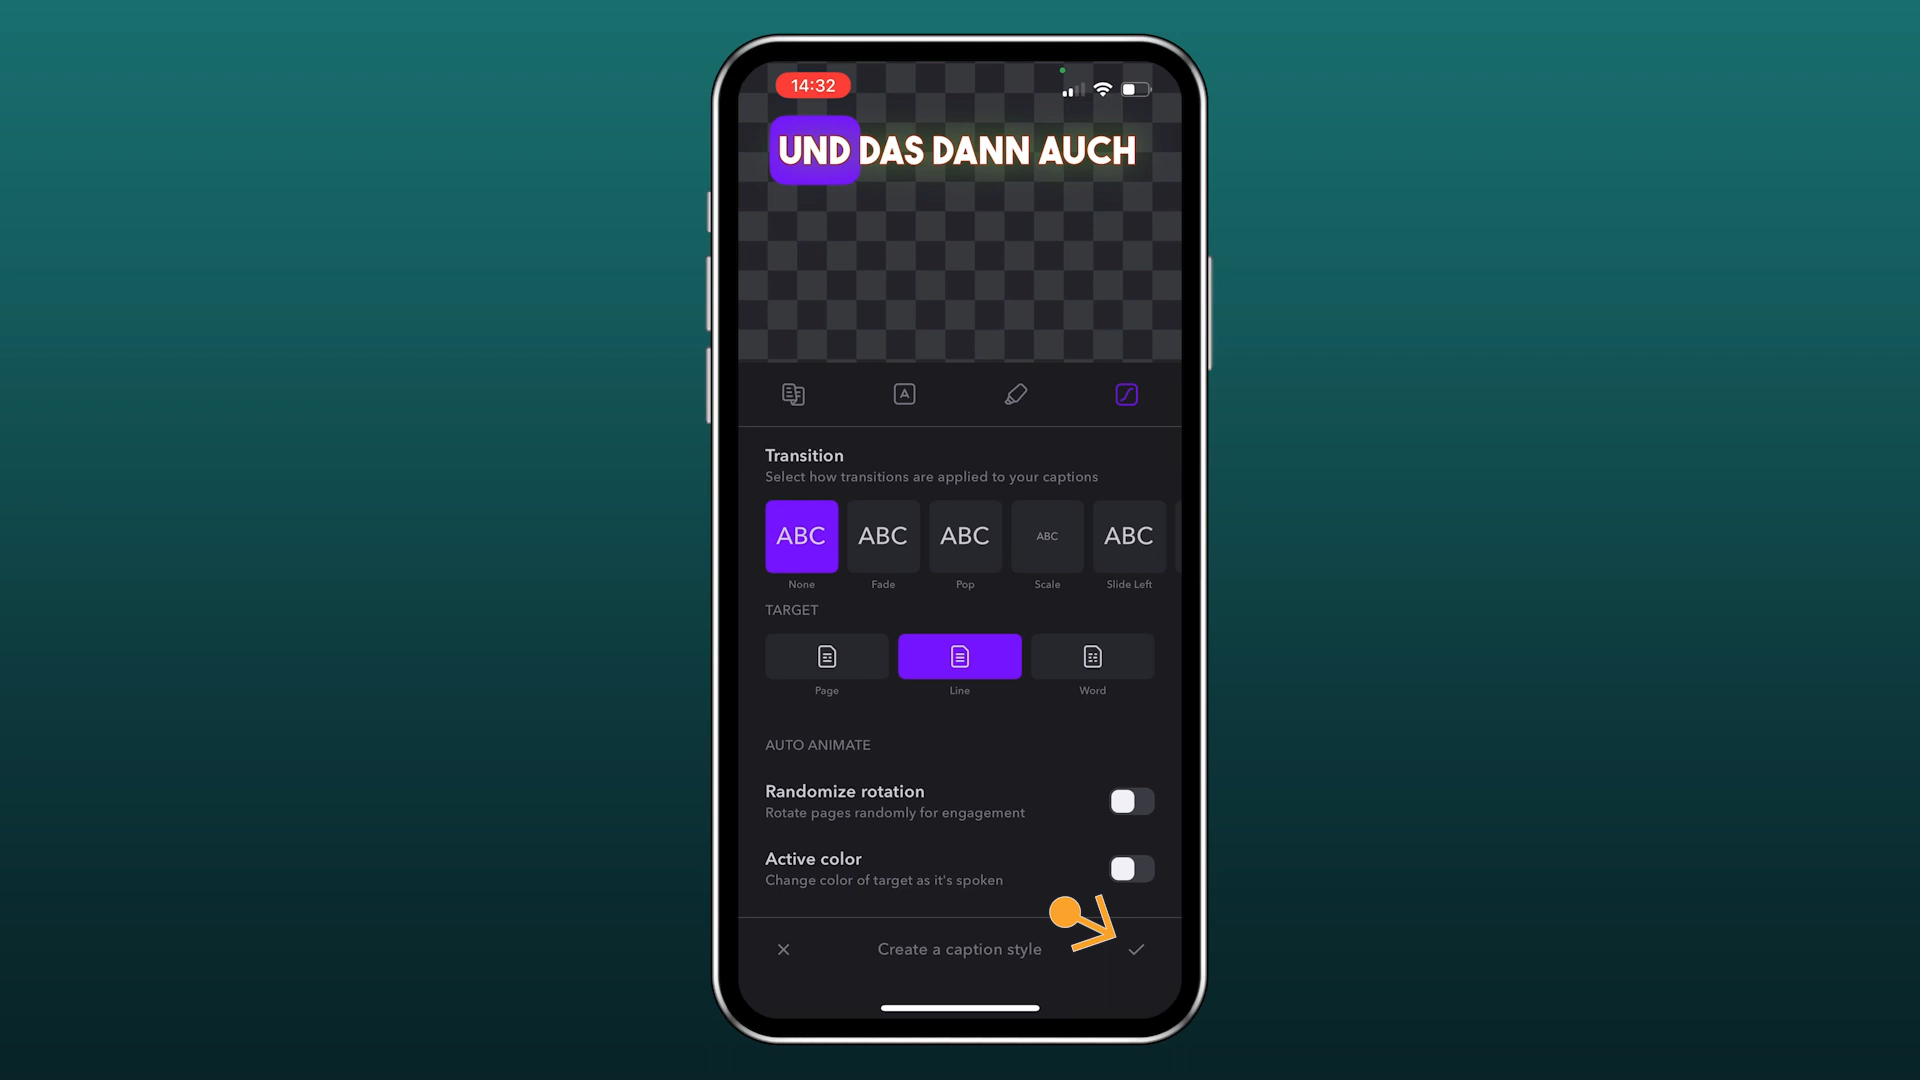 14:32
UND DAS DANN AUCH
A
Transition
Select how transitions are applied to your captions
ABC ABC ABC ABC ABC
None Fade Pop Scale Slide Left
TARGET
Page Line Word
AUTO ANIMATE
Randomize rotation
Rotate pages randomly for engagement
Active color
Change color of target as it's spoken
Create a caption style